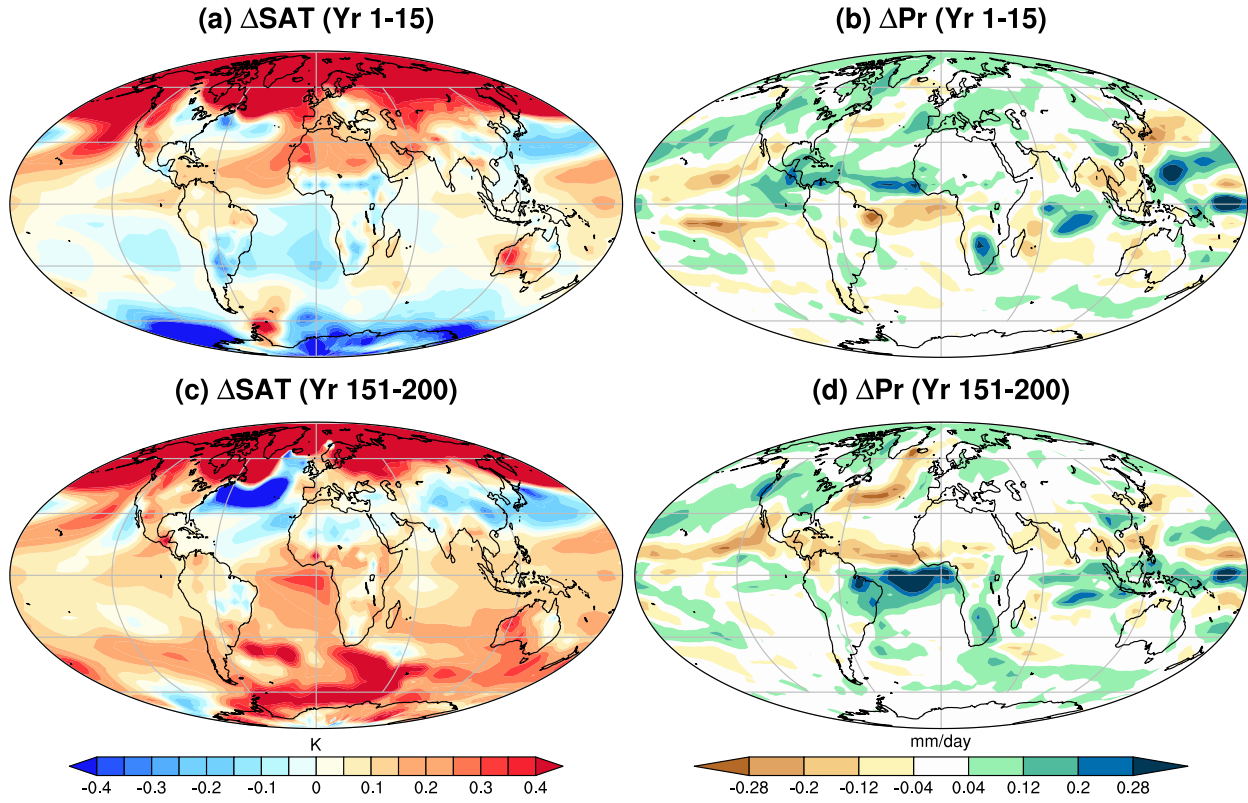 (a) ΔSAT (Yr 1-15)
(b) ΔPr (Yr 1-15)
(c) ΔSAT (Yr 151-200)
(d) ΔPr (Yr 151-200)
K
-0.4 -0.3 -0.2 -0.1 0 0.1 0.2 0.3 0.4
mm/day
-0.28 -0.2 -0.12 -0.04 0.04 0.12 0.2 0.28